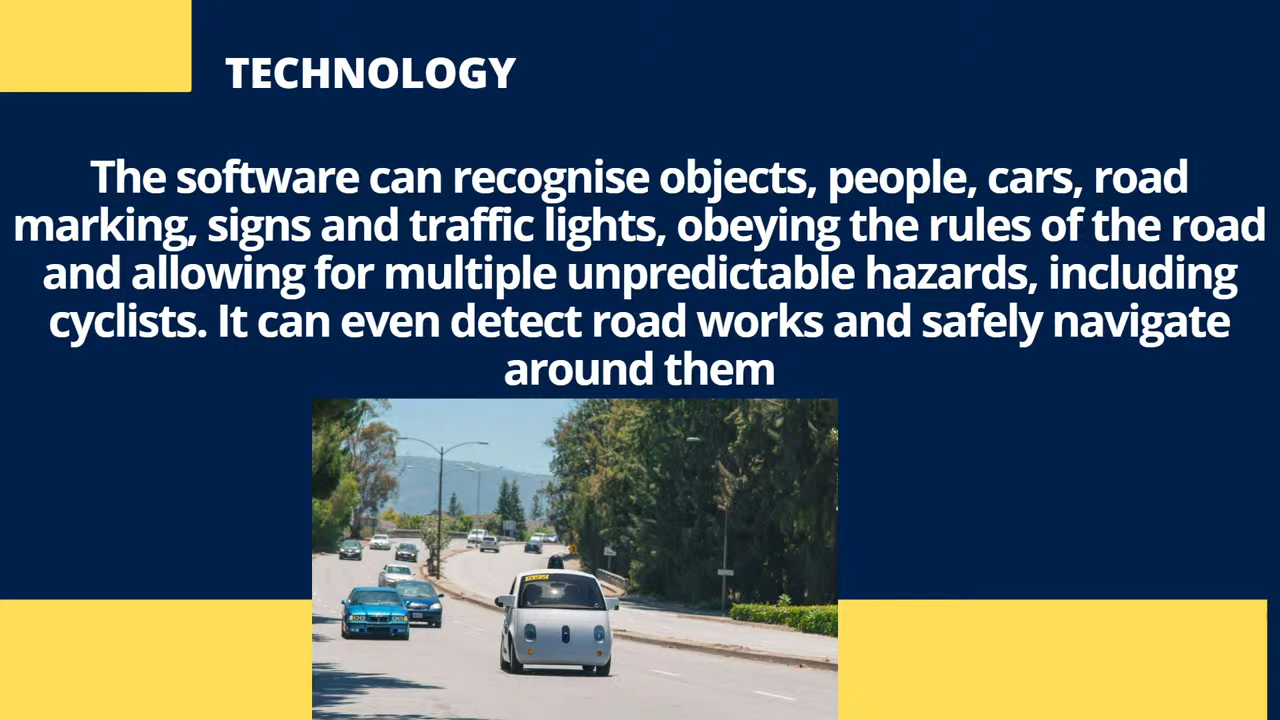 TECHNOLOGY
The software can recognise objects, people, cars, road
marking, signs and traffic lights, obeying the rules of the road
and allowing for multiple unpredictable hazards, including
cyclists. It can even detect road works and safely navigate
around them